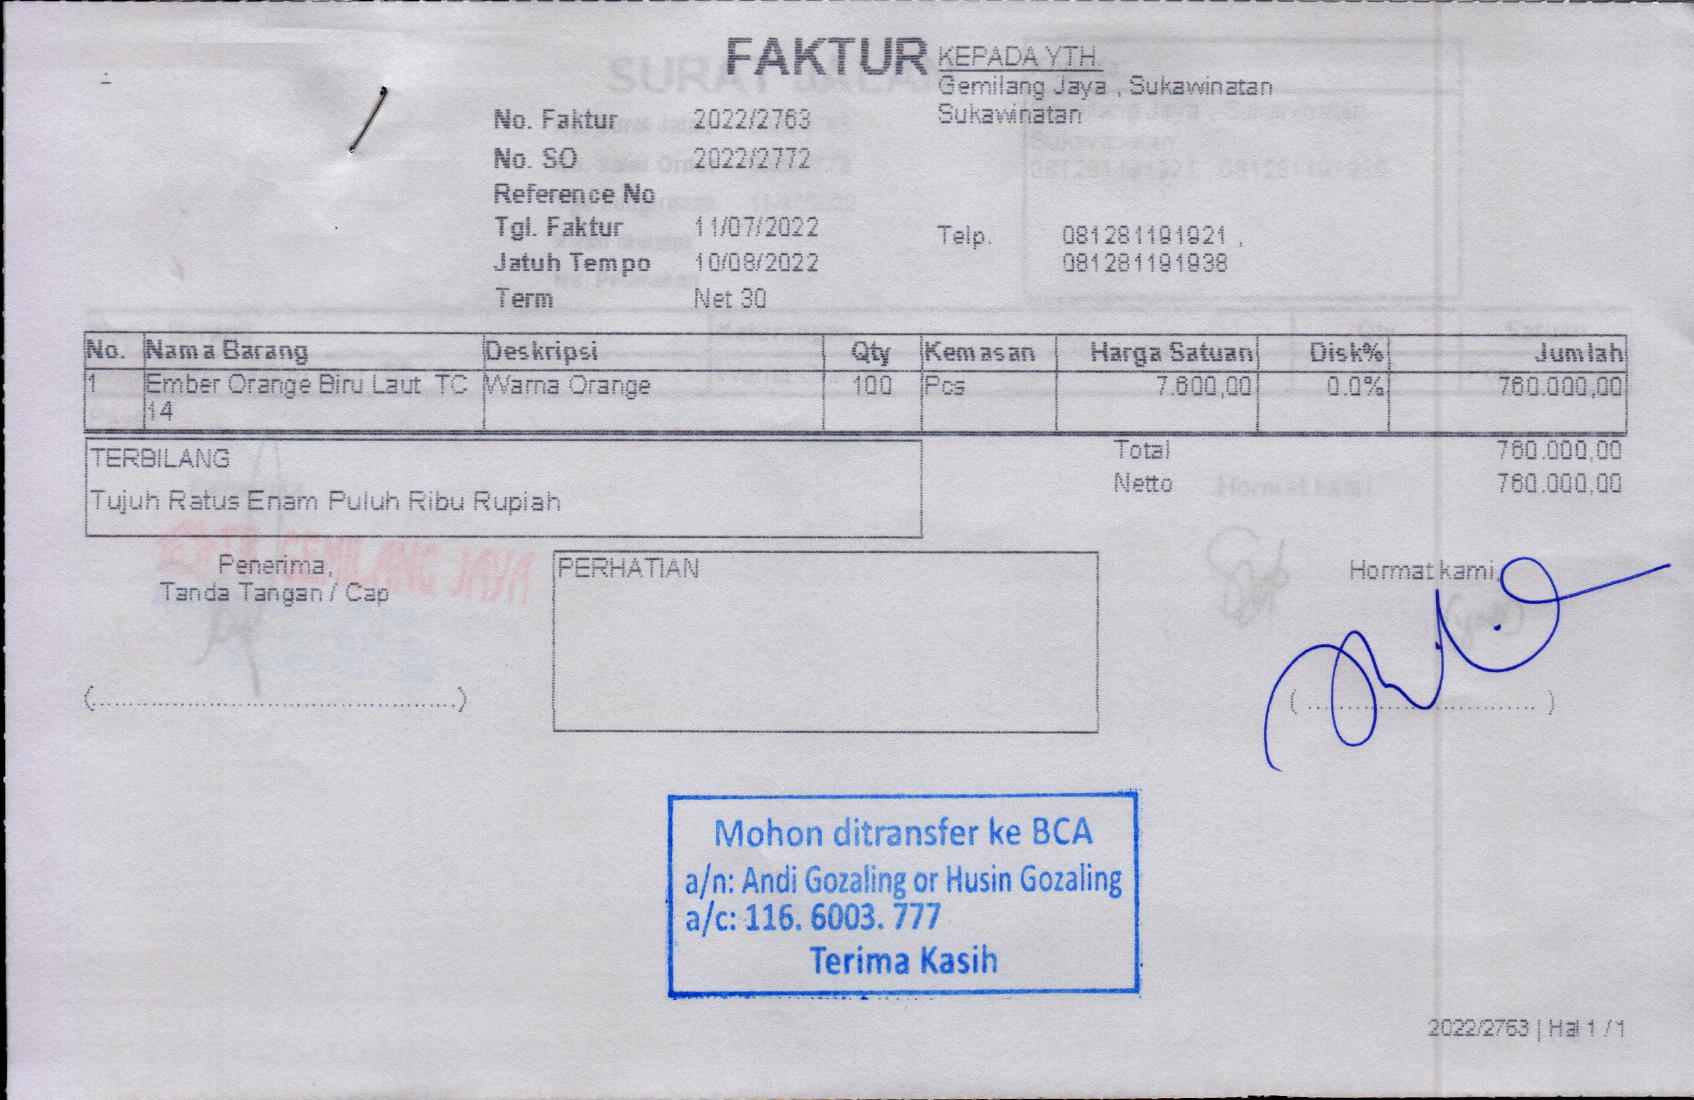 FAKTUR
KEPADA YTH.
Gemilang Jaya , Sukawinatan
Sukawinatan
No. Faktur 2022/2763
No. SO 2022/2772
Reference No
Tgl. Faktur 11/07/2022
Jatuh Tempo 10/08/2022
Term Net 30
Telp. 081281191921 ,
081281191938
No. Nama Barang Deskripsi Qty Kemasan Harga Satuan Disk% Jumlah
1 Ember Orange Biru Laut TC Warna Orange 100 Pcs 7.600,00 0.0% 760.000,00
14
Total 760.000,00
Netto 760.000,00
TERBILANG
Tujuh Ratus Enam Puluh Ribu Rupiah
Penerima,
Tanda Tangan / Cap
PERHATIAN
Hormat kami,
(................................................)
( .............................. )
Mohon ditransfer ke BCA
a/n: Andi Gozaling or Husin Gozaling
a/c: 116. 6003. 777
Terima Kasih
2022/2763 | Hal 1 / 1